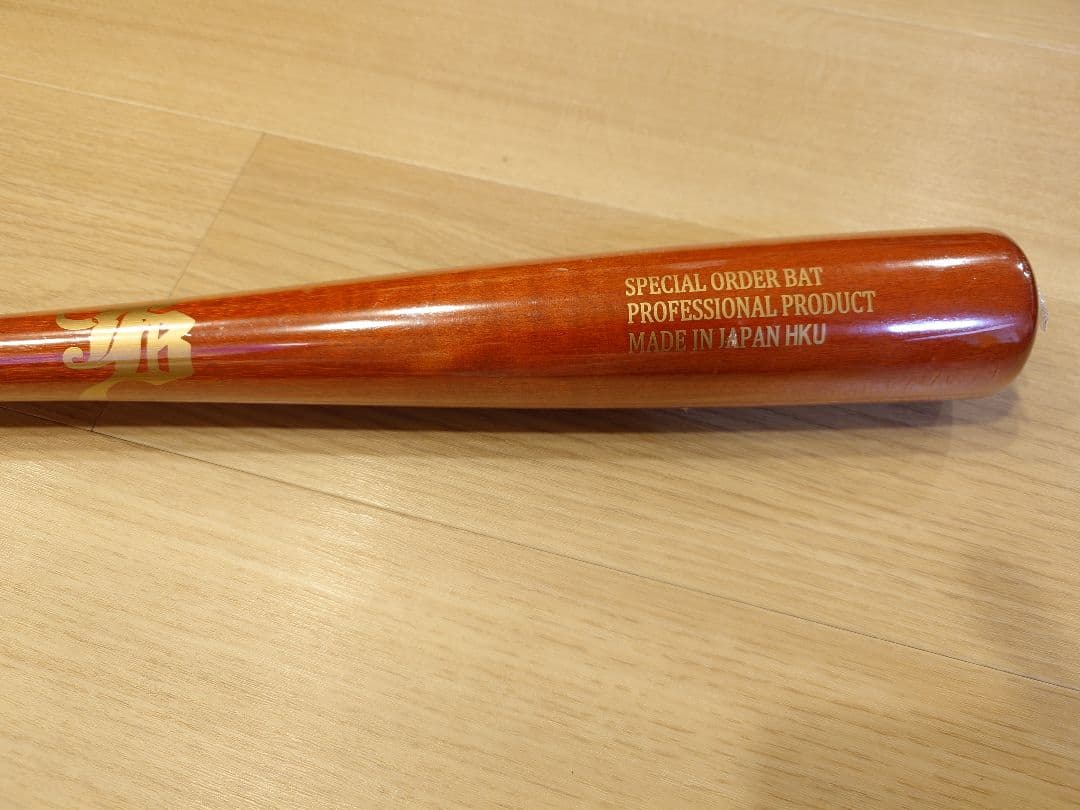 SPECIAL ORDER BAT
PROFESSIONAL PRODUCT
MADE IN JAPAN HKU